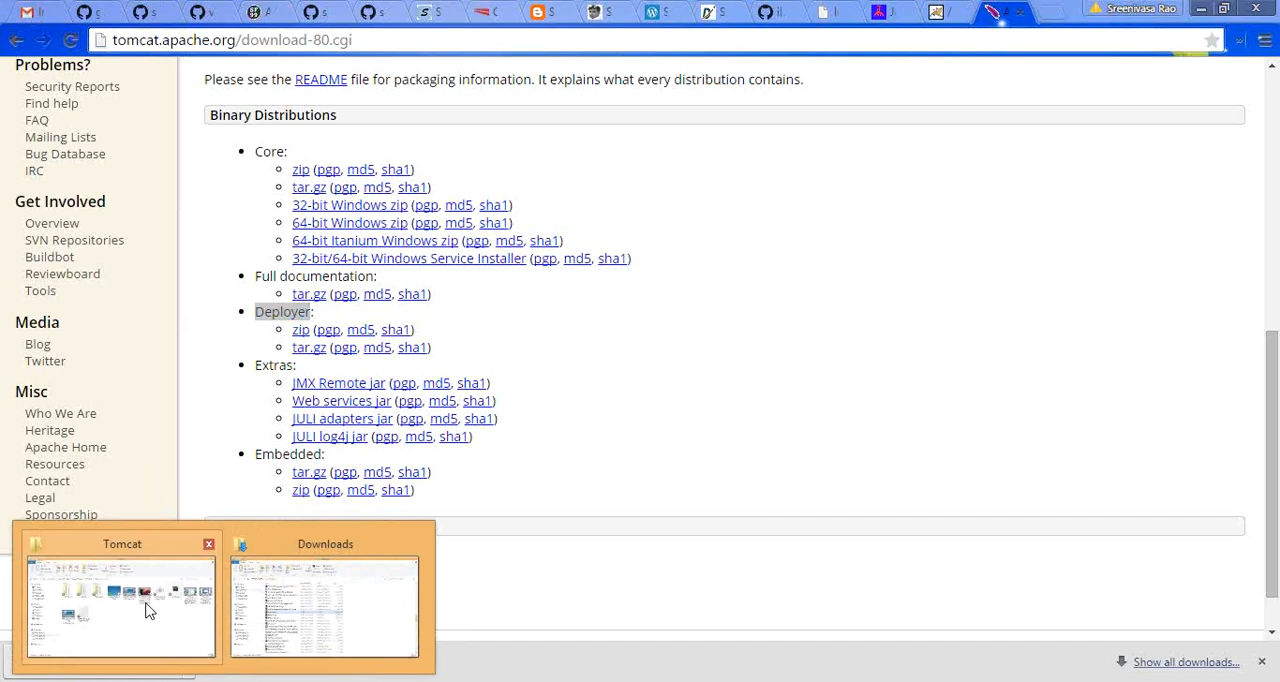 Sreenivasa Rao
tomcat.apache.org/download-80.cgi
Problems?
Security Reports
Find help
FAQ
Mailing Lists
Bug Database
IRC
Get Involved
Overview
SVN Repositories
Buildbot
Reviewboard
Tools
Media
Blog
Twitter
Misc
Who We Are
Heritage
Apache Home
Resources
Contact
Legal
Sponsorship
Please see the README file for packaging information. It explains what every distribution contains.
Binary Distributions
Core:
zip (pgp, md5, sha1)
tar.gz (pgp, md5, sha1)
32-bit Windows zip (pgp, md5, sha1)
64-bit Windows zip (pgp, md5, sha1)
64-bit Itanium Windows zip (pgp, md5, sha1)
32-bit/64-bit Windows Service Installer (pgp, md5, sha1)
Full documentation:
tar.gz (pgp, md5, sha1)
Deployer:
zip (pgp, md5, sha1)
tar.gz (pgp, md5, sha1)
Extras:
JMX Remote jar (pgp, md5, sha1)
Web services jar (pgp, md5, sha1)
JULI adapters jar (pgp, md5, sha1)
JULI log4j jar (pgp, md5, sha1)
Embedded:
tar.gz (pgp, md5, sha1)
zip (pgp, md5, sha1)
Tomcat
Downloads
Show all downloads...